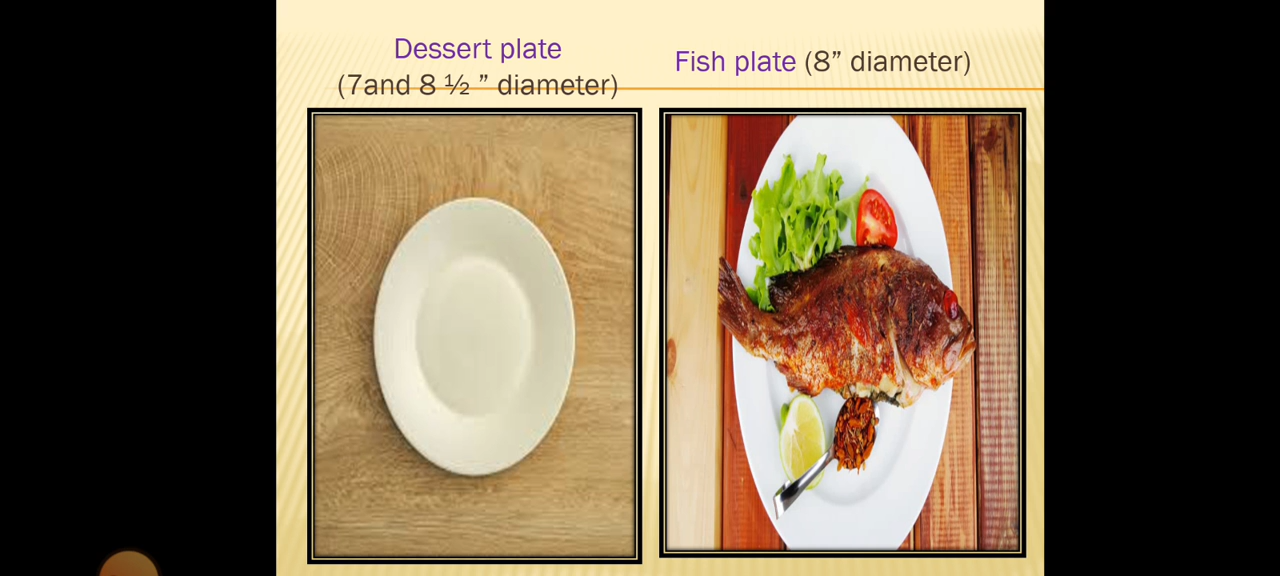 Dessert plate
(7and 8 ½ ” diameter)
Fish plate (8” diameter)